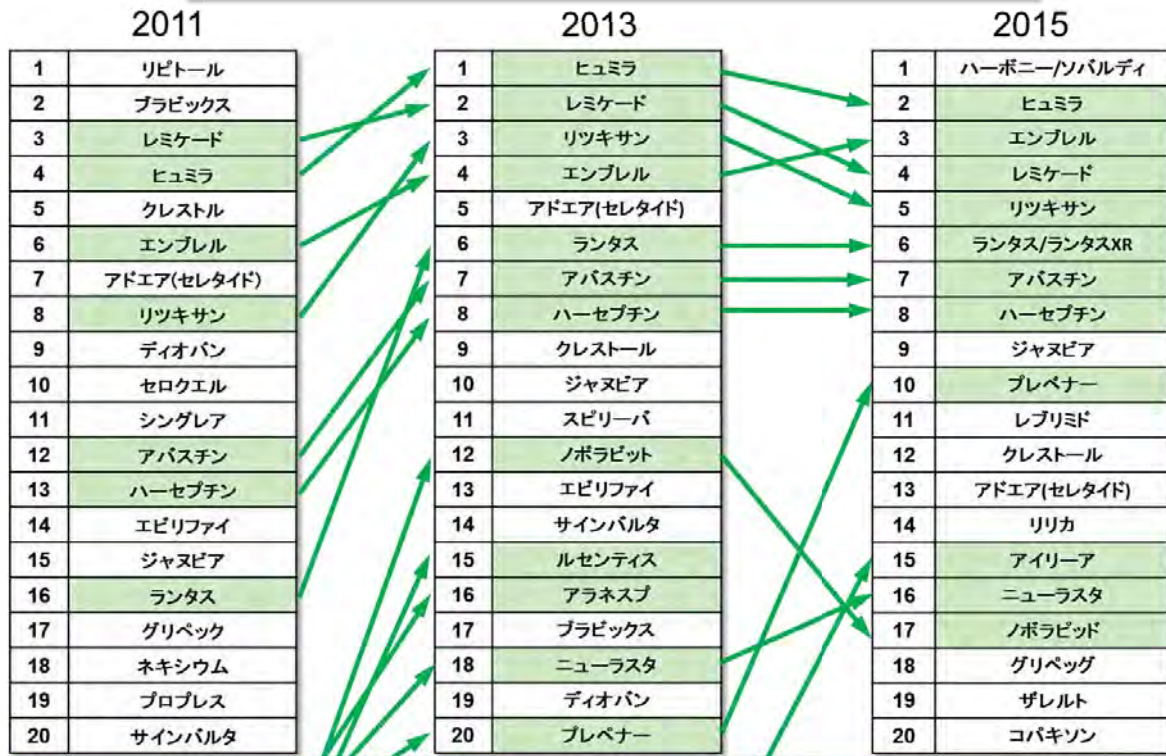 2011
1 リピトール
2 プラビックス
3 レミケード
4 ヒュミラ
5 クレストル
6 エンブレル
7 アドエア(セレタイド)
8 リツキサン
9 ディオバン
10 セロクエル
11 シングレア
12 アバスチン
13 ハーセプチン
14 エビリファイ
15 ジャヌビア
16 ランタス
17 グリベック
18 ネキシウム
19 プロプレス
20 サインバルタ
2013
1 ヒュミラ
2 レミケード
3 リツキサン
4 エンブレル
5 アドエア(セレタイド)
6 ランタス
7 アバスチン
8 ハーセプチン
9 クレストール
10 ジャヌビア
11 スピリーバ
12 ノボラピット
13 エビリファイ
14 サインバルタ
15 ルセンティス
16 アラネスプ
17 プラビックス
18 ニューラスタ
19 ディオバン
20 プレベナー
2015
1 ハーボニー/ソバルディ
2 ヒュミラ
3 エンブレル
4 レミケード
5 リツキサン
6 ランタス/ランタスXR
7 アバスチン
8 ハーセプチン
9 ジャヌビア
10 プレベナー
11 レブリミド
12 クレストール
13 アドエア(セレタイド)
14 リリカ
15 アイリーア
16 ニューラスタ
17 ノボラピッド
18 グリベッグ
19 ザレルト
20 コパキソン